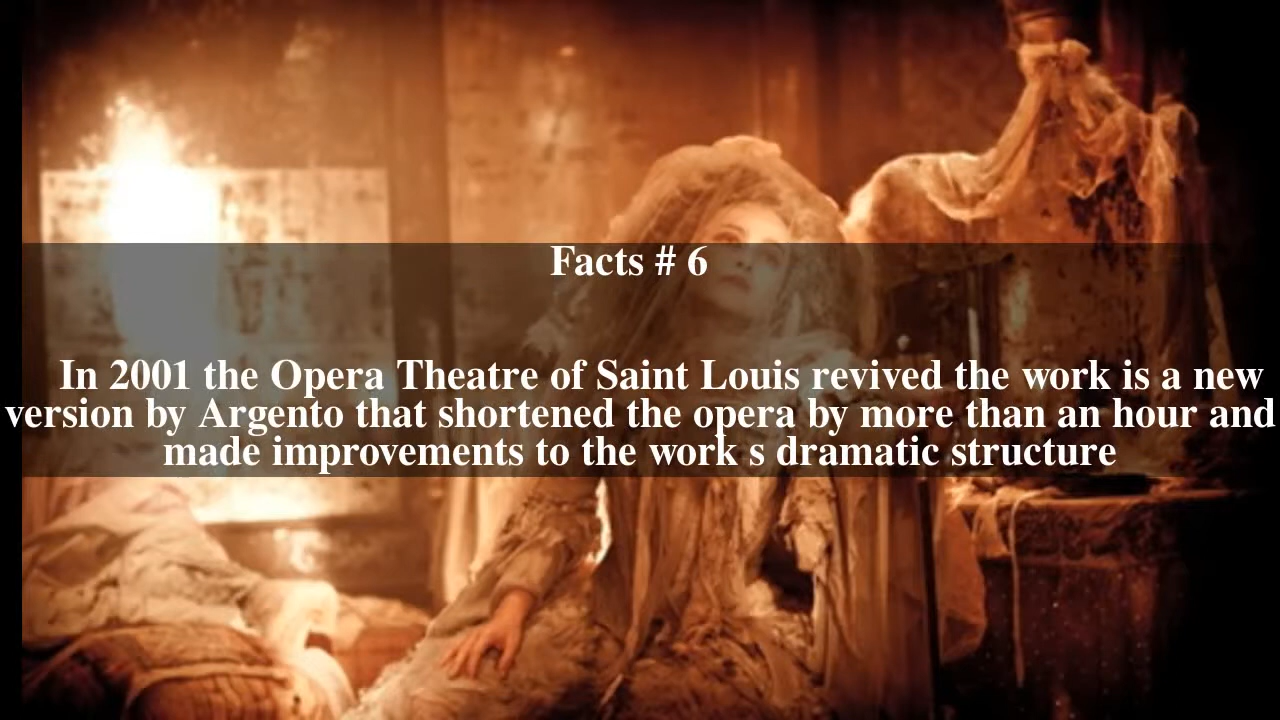 Facts # 6
In 2001 the Opera Theatre of Saint Louis revived the work is a new
version by Argento that shortened the opera by more than an hour and
made improvements to the work s dramatic structure